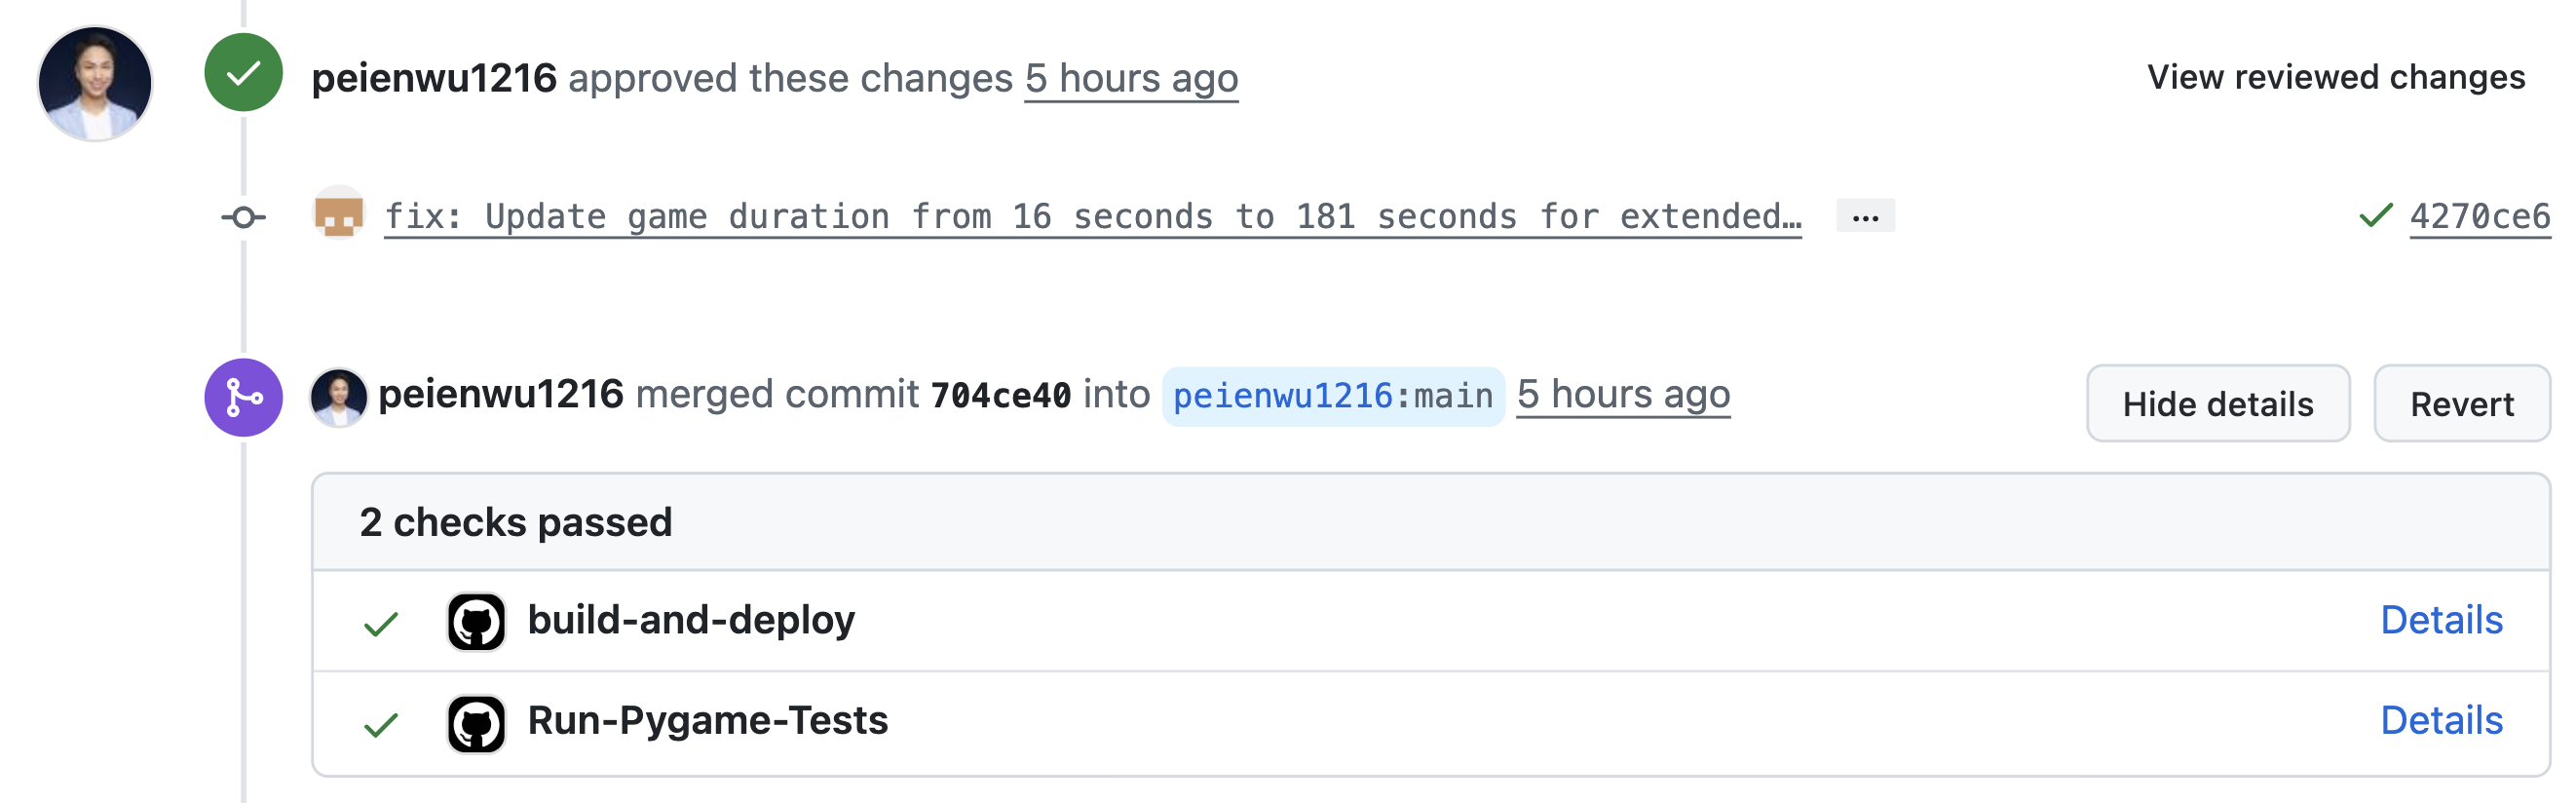 peienwu1216 approved these changes 5 hours ago
View reviewed changes
fix: Update game duration from 16 seconds to 181 seconds for extended…
...
4270ce6
peienwu1216 merged commit 704ce40 into peienwu1216:main 5 hours ago
Hide details
Revert
2 checks passed
build-and-deploy
Details
Run-Pygame-Tests
Details